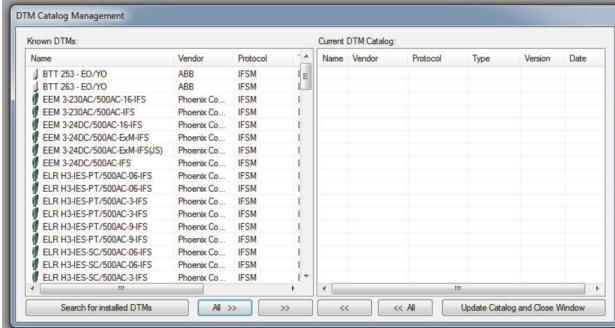 DTM Catalog Management
Known DTMs:
Name Vendor Protocol
BTT 253 - EO/YO ABB IFSM
BTT 263 - EO/YO ABB IFSM
EEM 3-230AC/500AC-16-IFS Phoenix Co... IFSM
EEM 3-230AC/500AC-IFS Phoenix Co... IFSM
EEM 3-24DC/500AC-16-IFS Phoenix Co... IFSM
EEM 3-24DC/500AC-ExM-IFS Phoenix Co... IFSM
EEM 3-24DC/500AC-ExM-IFS(JS) Phoenix Co... IFSM
EEM 3-24DC/500AC-IFS Phoenix Co... IFSM
ELR H3-IES-PT/500AC-06-IFS Phoenix Co... IFSM
ELR H3-IES-PT/500AC-06-IFS Phoenix Co... IFSM
ELR H3-IES-PT/500AC-3-IFS Phoenix Co... IFSM
ELR H3-IES-PT/500AC-3-IFS Phoenix Co... IFSM
ELR H3-IES-PT/500AC-9-IFS Phoenix Co... IFSM
ELR H3-IES-PT/500AC-9-IFS Phoenix Co... IFSM
ELR H3-IES-SC/500AC-06-IFS Phoenix Co... IFSM
ELR H3-IES-SC/500AC-06-IFS Phoenix Co... IFSM
ELR H3-IES-SC/500AC-3-IFS Phoenix Co... IFSM
Current DTM Catalog:
Name Vendor Protocol Type Version Date
Search for installed DTMs All >> >> << << All Update Catalog and Close Window